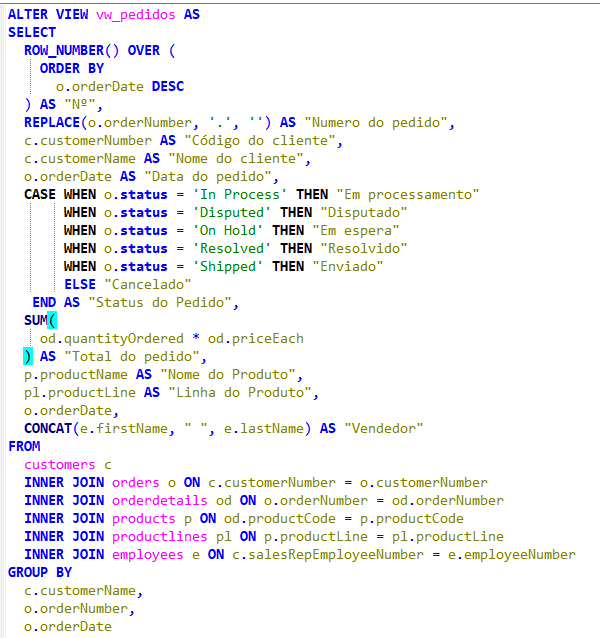 ALTER VIEW vw_pedidos AS
SELECT
ROW_NUMBER() OVER (
ORDER BY
o.orderDate DESC
) AS "Nº",
REPLACE(o.orderNumber, '.', '') AS "Numero do pedido",
c.customerNumber AS "Código do cliente",
c.customerName AS "Nome do cliente",
o.orderDate AS "Data do pedido",
CASE WHEN o.status = 'In Process' THEN "Em processamento"
WHEN o.status = 'Disputed' THEN "Disputado"
WHEN o.status = 'On Hold' THEN "Em espera"
WHEN o.status = 'Resolved' THEN "Resolvido"
WHEN o.status = 'Shipped' THEN "Enviado"
ELSE "Cancelado"
END AS "Status do Pedido",
SUM(
od.quantityOrdered * od.priceEach
) AS "Total do pedido",
p.productName AS "Nome do Produto",
pl.productLine AS "Linha do Produto",
o.orderDate,
CONCAT(e.firstName, " ", e.lastName) AS "Vendedor"
FROM
customers c
INNER JOIN orders o ON c.customerNumber = o.customerNumber
INNER JOIN orderdetails od ON o.orderNumber = od.orderNumber
INNER JOIN products p ON od.productCode = p.productCode
INNER JOIN productlines pl ON p.productLine = pl.productLine
INNER JOIN employees e ON c.salesRepEmployeeNumber = e.employeeNumber
GROUP BY
c.customerName,
o.orderNumber,
o.orderDate